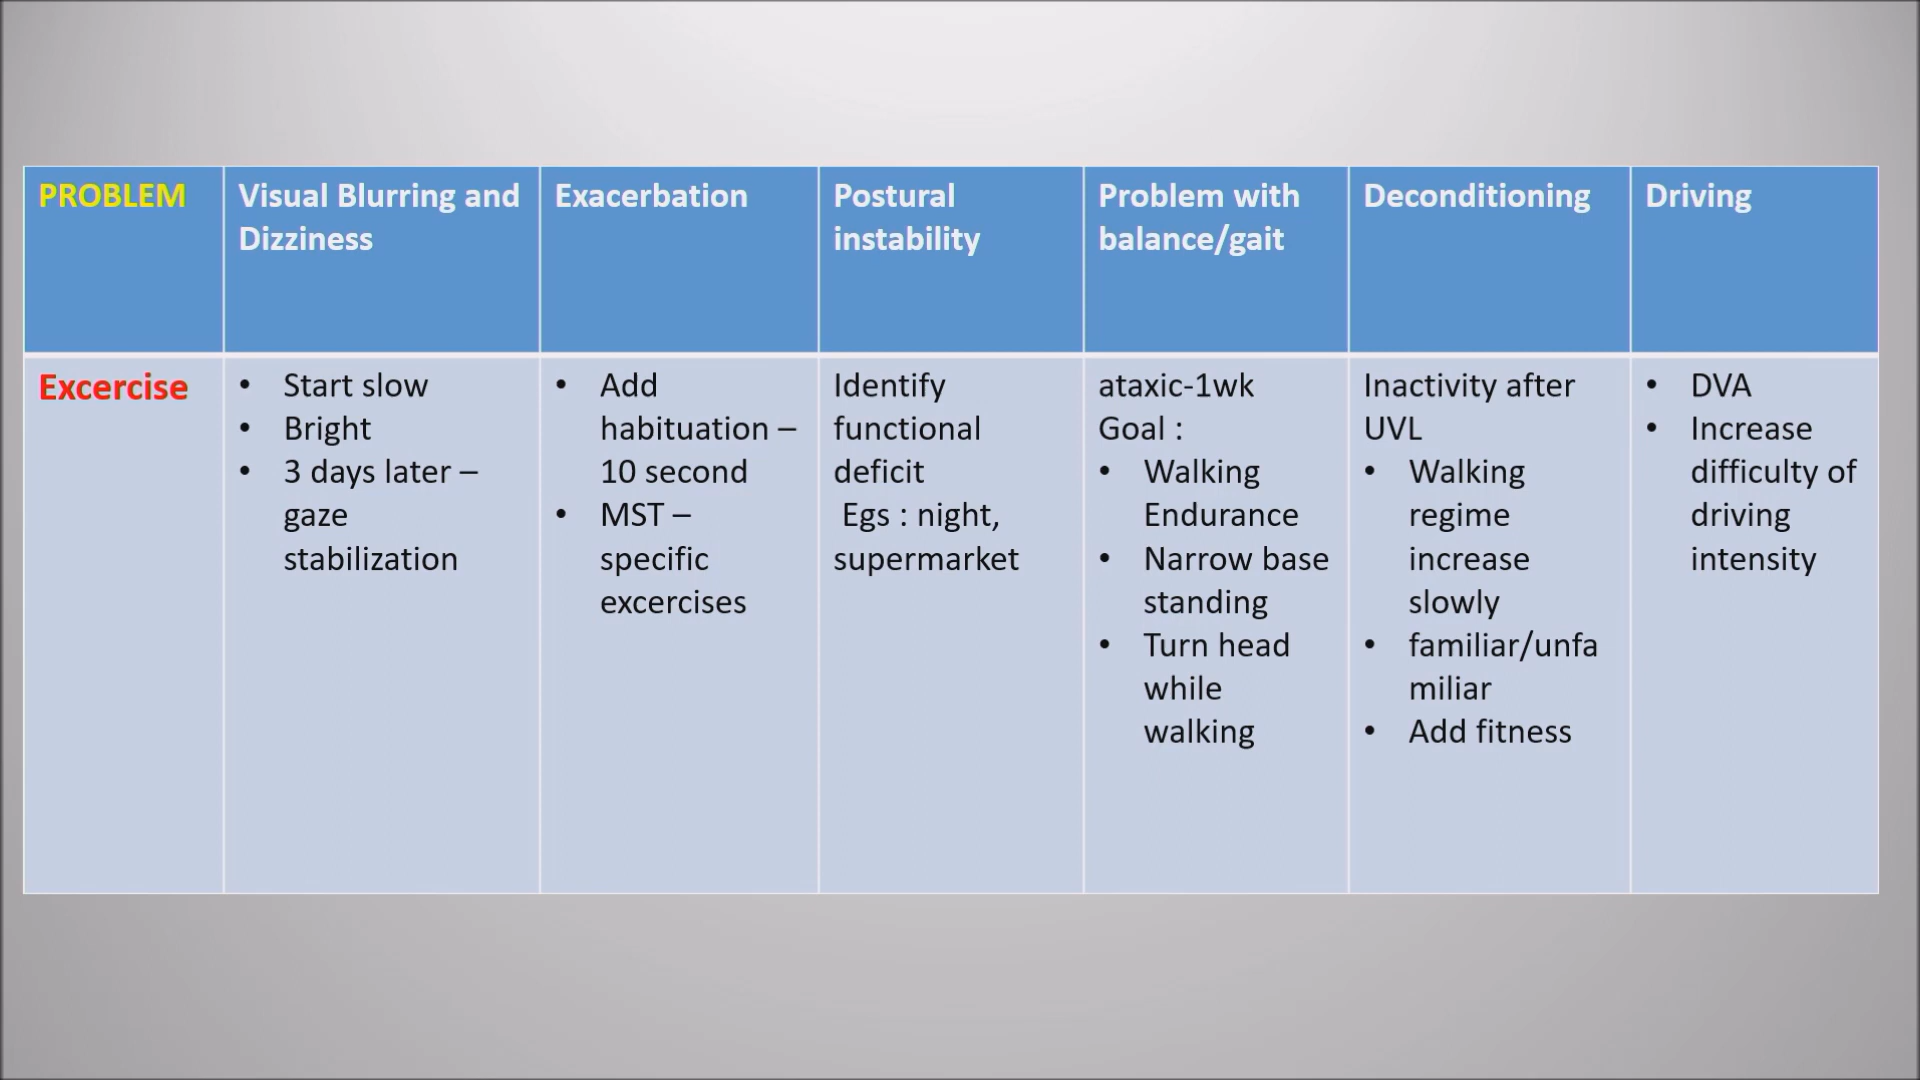 PROBLEM
Visual Blurring and
Dizziness
Exacerbation
Postural
instability
Problem with
balance/gait
Deconditioning
Driving
Excercise
• Start slow
• Bright
• 3 days later –
gaze
stabilization
• Add
habituation –
10 second
• MST –
specific
excercises
Identify
functional
deficit
Egs : night,
supermarket
ataxic-1wk
Goal :
• Walking
Endurance
• Narrow base
standing
• Turn head
while
walking
Inactivity after
UVL
• Walking
regime
increase
slowly
• familiar/unfa
miliar
• Add fitness
• DVA
• Increase
difficulty of
driving
intensity